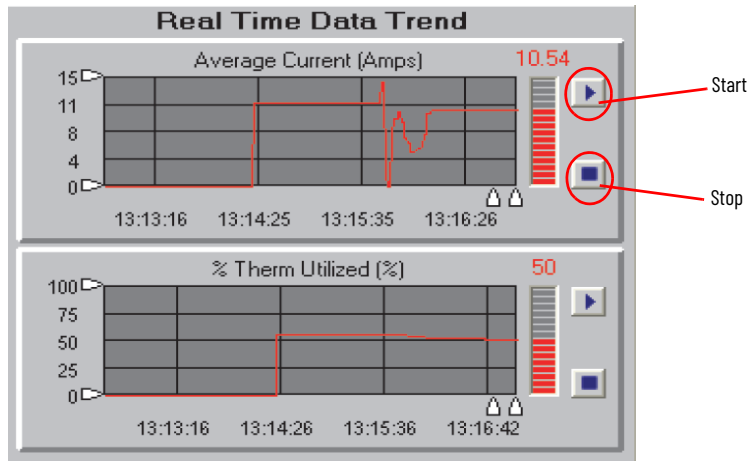 Real Time Data Trend
Average Current (Amps) 10.54
15
11
8
4
0
13:13:16 13:14:25 13:15:35 13:16:26
Start
Stop
% Therm Utilized (%) 50
100
75
50
25
0
13:13:16 13:14:26 13:15:36 13:16:42